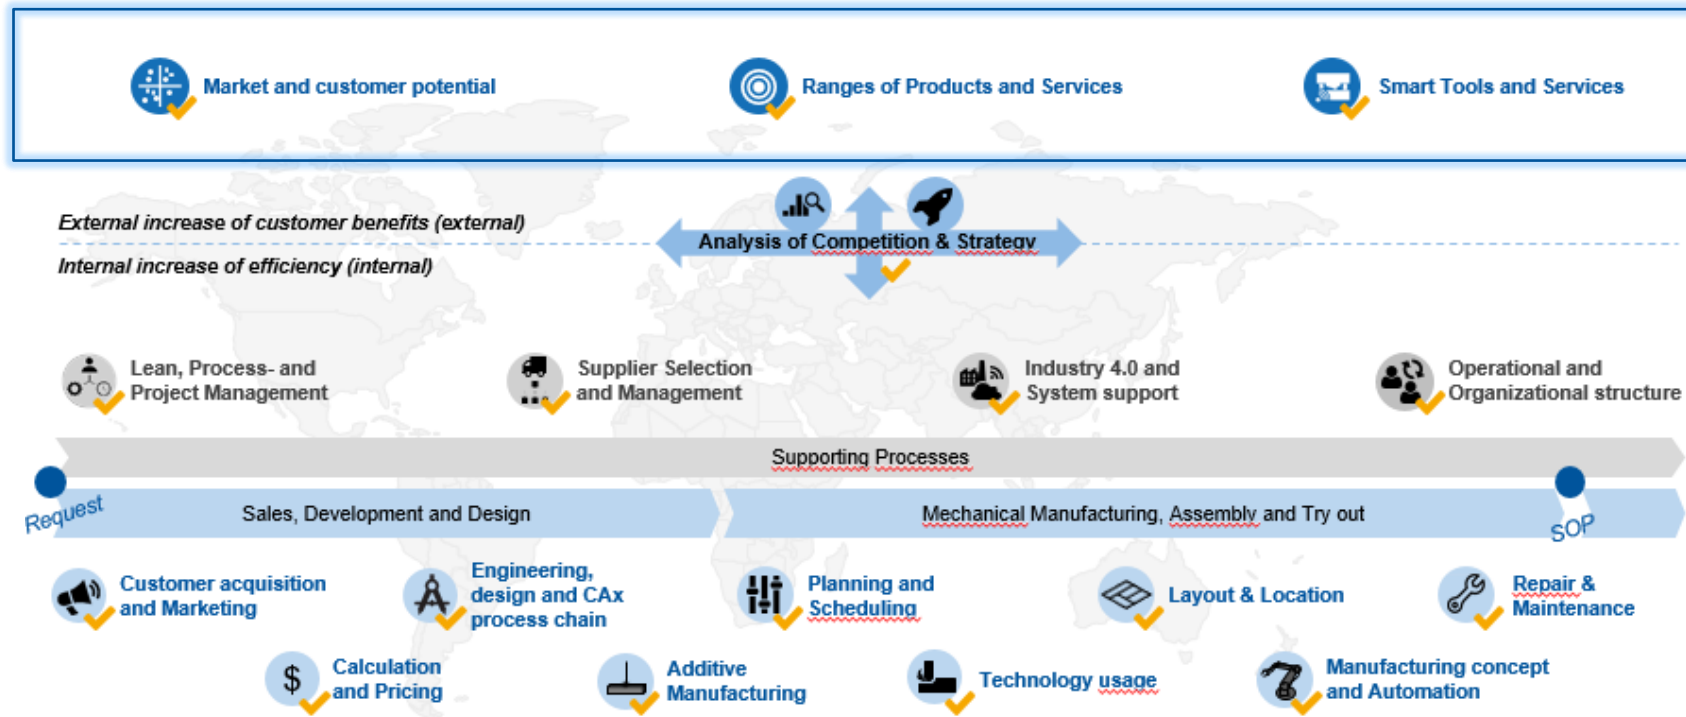 Market and customer potential
Ranges of Products and Services
Smart Tools and Services
External increase of customer benefits (external)
Analysis of Competition & Strategy
Internal increase of efficiency (internal)
Lean, Process- and
Project Management
Supplier Selection
and Management
Industry 4.0 and
System support
Operational and
Organizational structure
Supporting Processes
Request
Sales, Development and Design
Mechanical Manufacturing, Assembly and Try out
SOP
Customer acquisition
and Marketing
Engineering,
design and CAx
process chain
Planning and
Scheduling
Layout & Location
Repair &
Maintenance
$
Calculation
and Pricing
Additive
Manufacturing
Technology usage
Manufacturing concept
and Automation